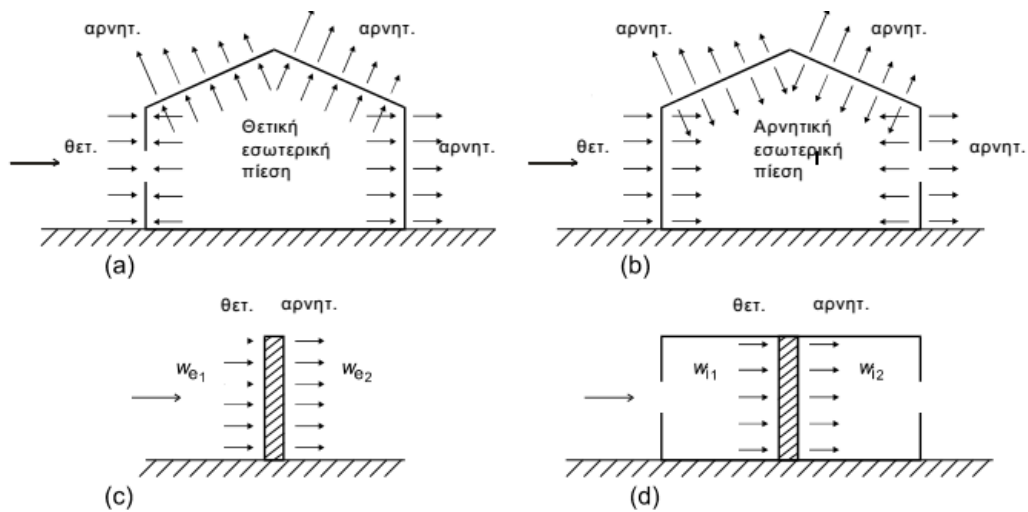 αρνητ.
αρνητ.
θετ.
Θετική
εσωτερική
πίεση
αρνητ.
(a)
αρνητ.
αρνητ.
θετ.
Αρνητική
εσωτερική
πίεση
αρνητ.
(b)
θετ. αρνητ.
we1
we2
(c)
θετ. αρνητ.
wi1
wi2
(d)